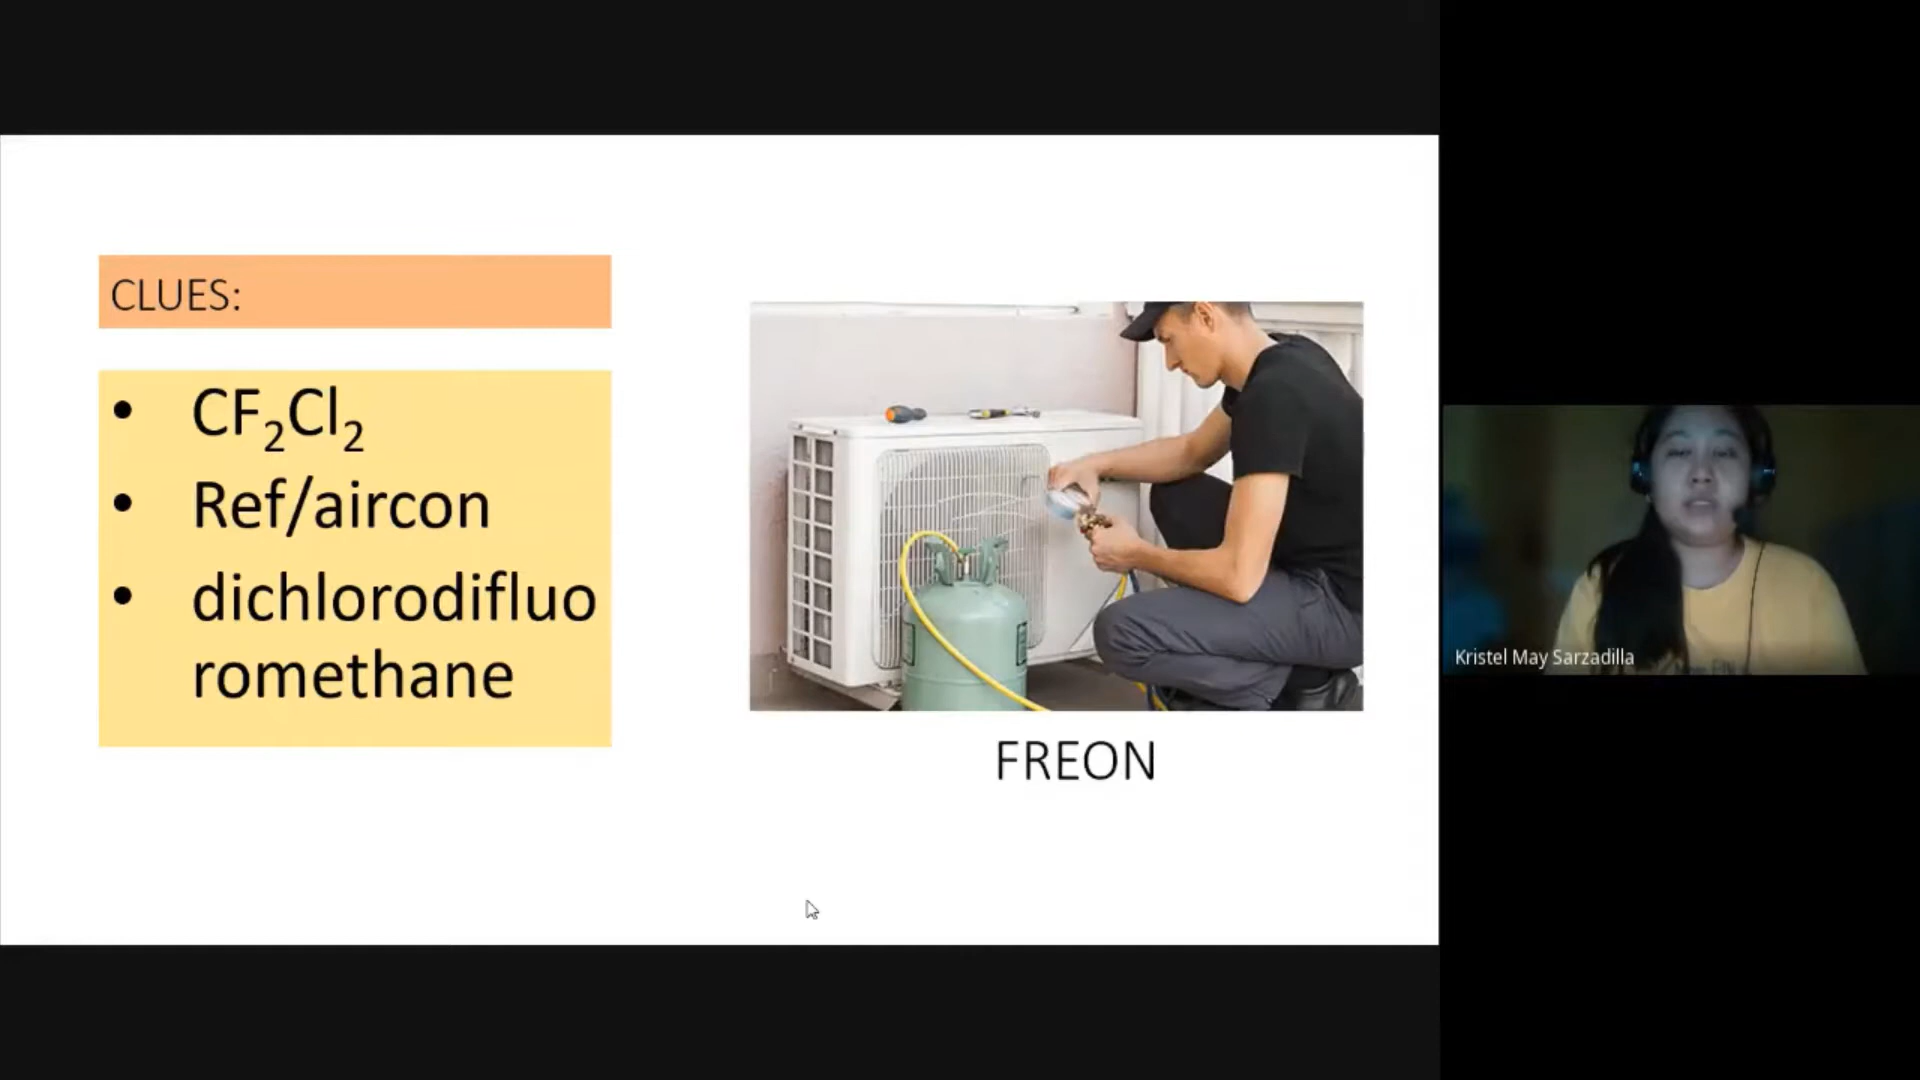 CLUES:
• CF₂Cl₂
• Ref/aircon
• dichlorodifluo
romethane
FREON
Kristel May Sarzadilla